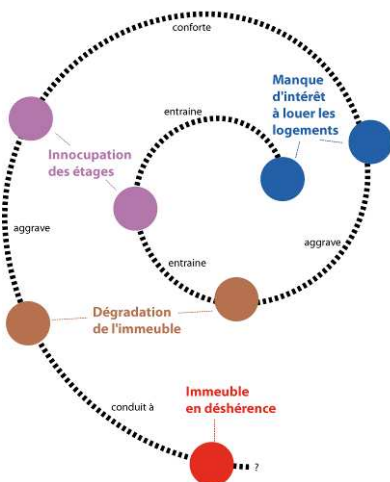 conforte
Manque
d'intérêt
à louer les
logements
entraine
Innocupation
des étages
aggrave
entraine
aggrave
Dégradation
de l'immeuble
Immeuble
en déshérence
conduit à
?